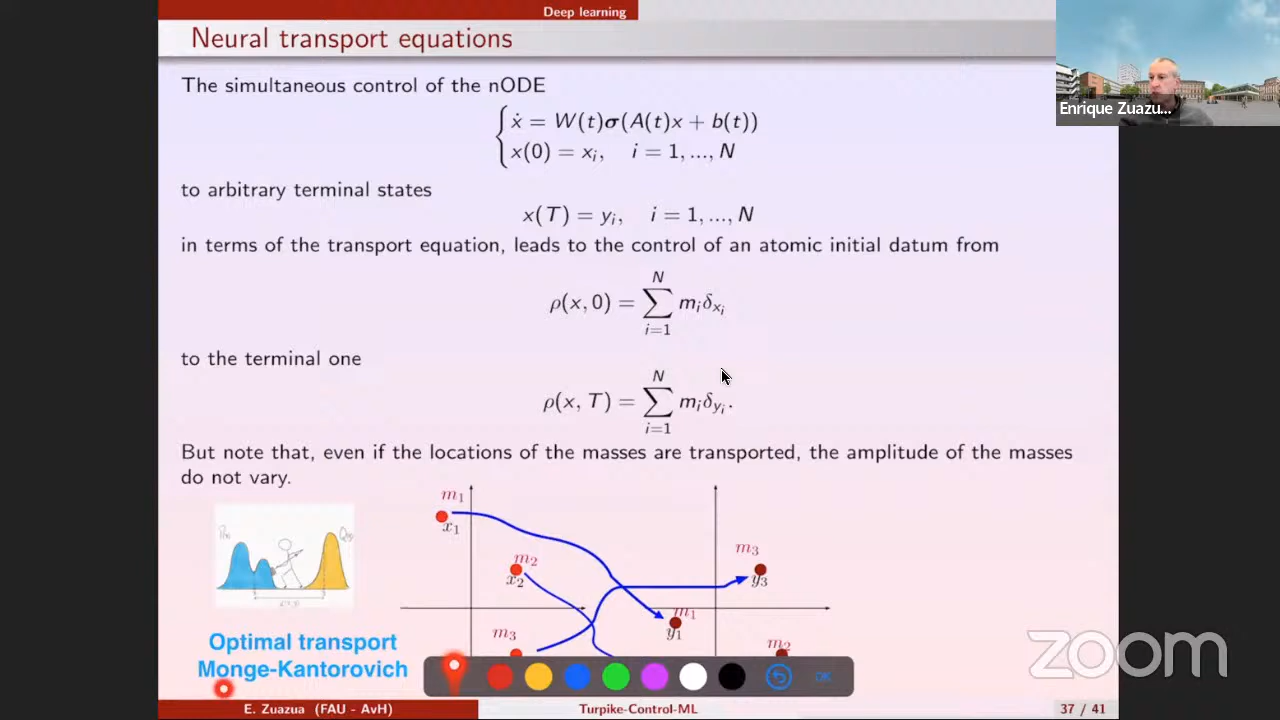 Deep learning
Neural transport equations
The simultaneous control of the nODE
ẋ = W(t)σ(A(t)x + b(t))
x(0) = xᵢ, i = 1, ..., N
to arbitrary terminal states
x(T) = yᵢ, i = 1, ..., N
in terms of the transport equation, leads to the control of an atomic initial datum from
ρ(x, 0) = ∑ᵢ₌₁ᴺ mᵢδₓᵢ
to the terminal one
ρ(x, T) = ∑ᵢ₌₁ᴺ mᵢδyᵢ.
But note that, even if the locations of the masses are transported, the amplitude of the masses
do not vary.
m₁
x₁
m₂
x₂
m₃
m₃
y₃
m₁
y₁
m₂
Optimal transport
Monge-Kantorovich
OK
E. Zuazua (FAU - AvH)
Turpike-Control-ML
37 / 41
Enrique Zuazu...
zoom